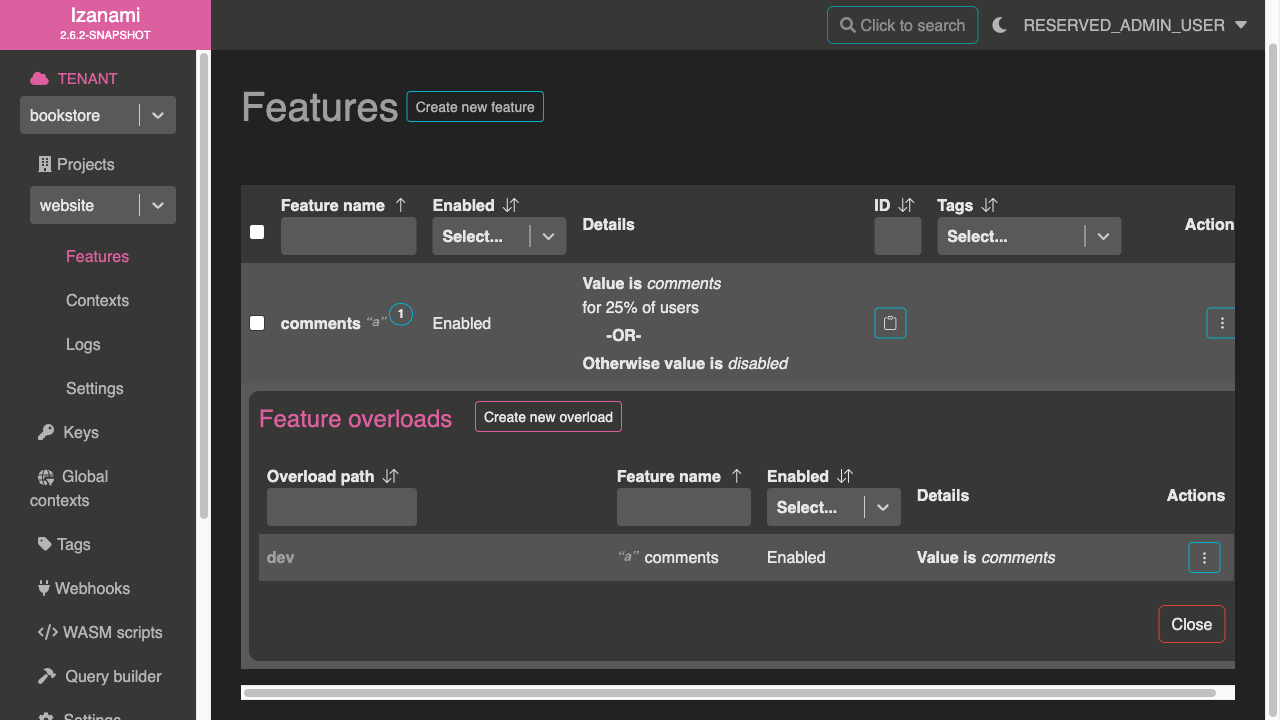 Izanami
2.6.2-SNAPSHOT
Click to search
RESERVED_ADMIN_USER
TENANT
bookstore
Projects
website
Features
Contexts
Logs
Settings
Keys
Global
contexts
Tags
Webhooks
WASM scripts
Query builder
Settings
Features
Create new feature
Feature name
Enabled
Select...
Details
ID
Tags
Select...
Action
comments "a" 1
Enabled
Value is comments
for 25% of users
-OR-
Otherwise value is disabled
Feature overloads
Create new overload
Overload path
Feature name
Enabled
Select...
Details
Actions
dev
"a" comments
Enabled
Value is comments
Close